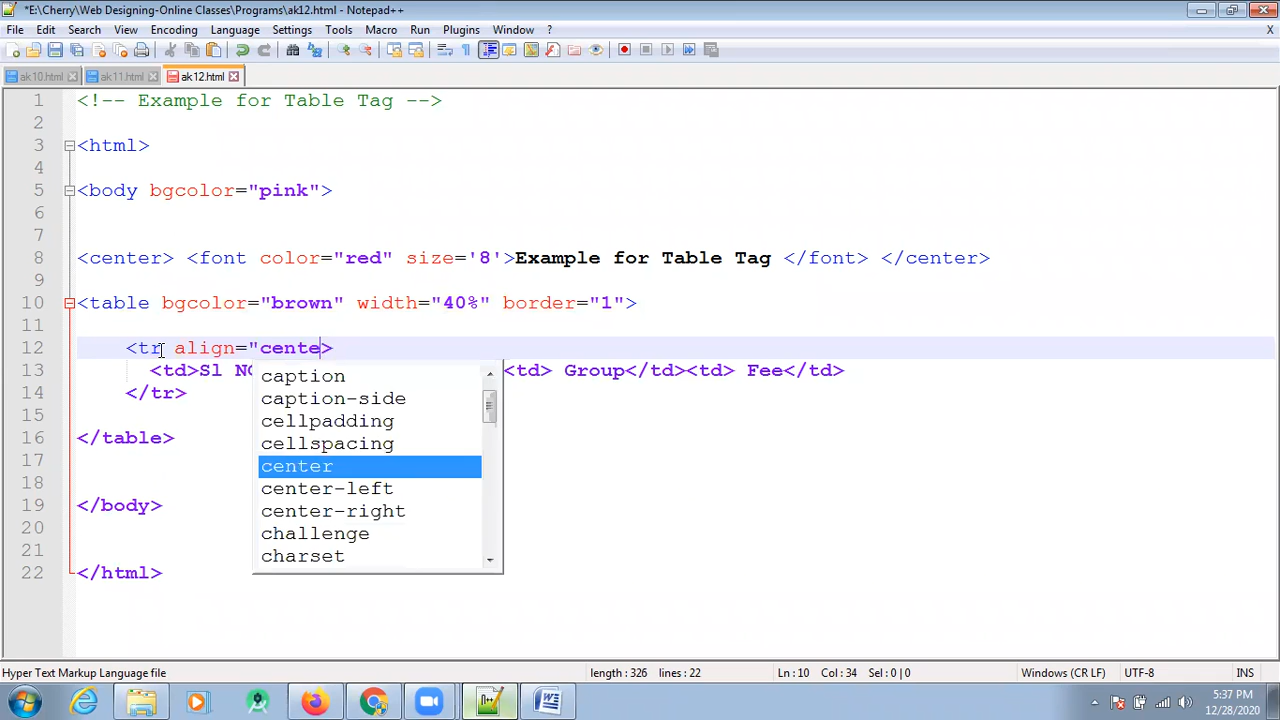 *E:\Cherry\Web Designing-Online Classes\Programs\ak12.html - Notepad++
File Edit Search View Encoding Language Settings Tools Macro Run Plugins Window ? X
ak10.html ak11.html ak12.html
1 <!-- Example for Table Tag -->
2
3 <html>
4
5 <body bgcolor="pink">
6
7
8 <center> <font color="red" size='8'>Example for Table Tag </font> </center>
9
10 <table bgcolor="brown" width="40%" border="1">
11
12 <tr align="cente>
13 <td>Sl NO <td> Group</td><td> Fee</td>
14 </tr>
15
16 </table>
17
18
19 </body>
20
21
22 </html>
caption
caption-side
cellpadding
cellspacing
center
center-left
center-right
challenge
charset
Hyper Text Markup Language file length : 326 lines : 22 Ln : 10 Col : 34 Sel : 0 | 0 Windows (CR LF) UTF-8 INS
5:37 PM
12/28/2020